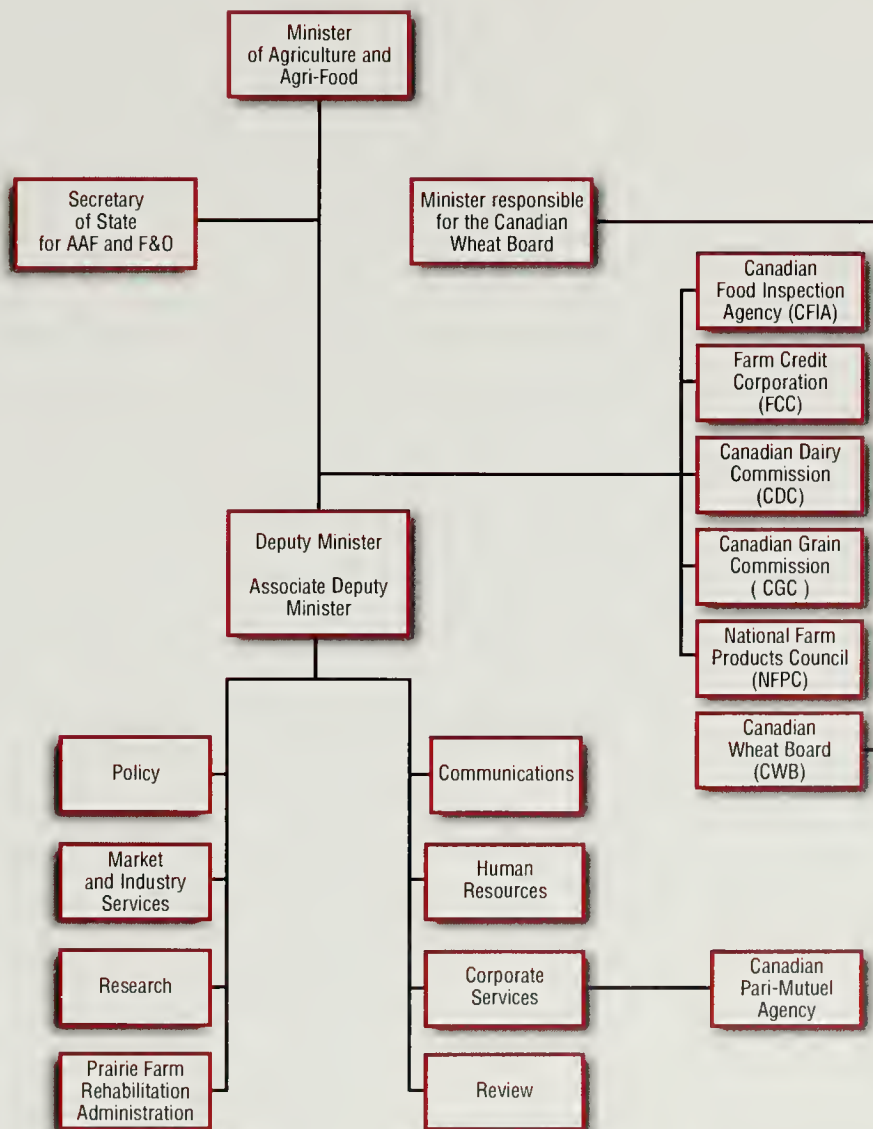 Minister
of Agriculture and
Agri-Food
Secretary
of State
for AAF and F&O
Minister responsible
for the Canadian
Wheat Board
Canadian
Food Inspection
Agency (CFIA)
Farm Credit
Corporation
(FCC)
Canadian Dairy
Commission
(CDC)
Canadian Grain
Commission
( CGC )
National Farm
Products Council
(NFPC)
Canadian
Wheat Board
(CWB)
Deputy Minister
Associate Deputy
Minister
Policy
Market
and Industry
Services
Research
Prairie Farm
Rehabilitation
Administration
Communications
Human
Resources
Corporate
Services
Review
Canadian
Pari-Mutuel
Agency